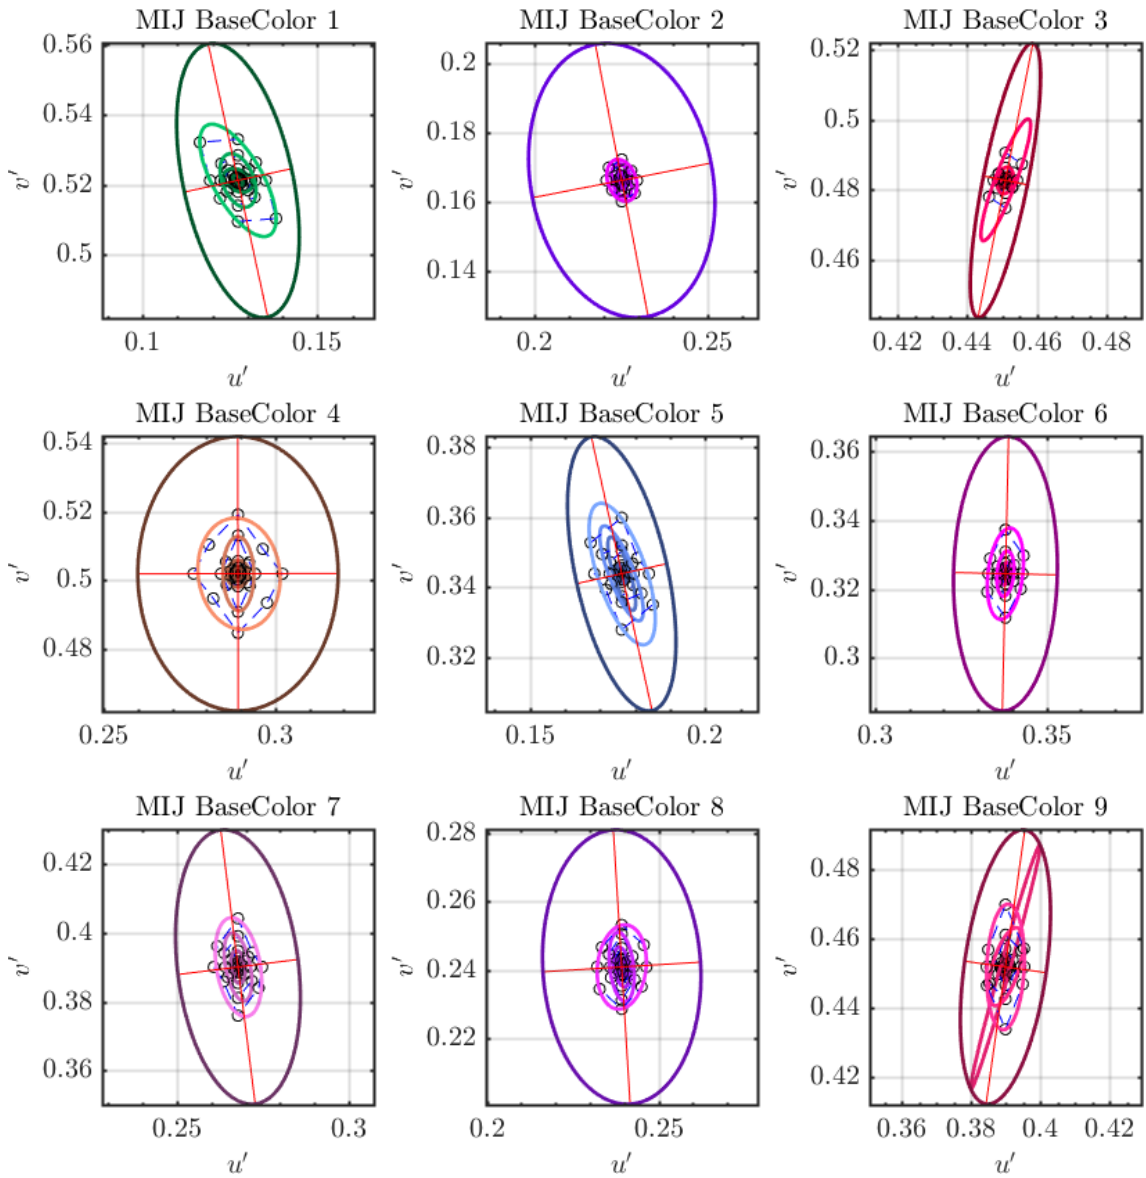 MIJ BaseColor 1 MIJ BaseColor 2 MIJ BaseColor 3
0.56
0.54
0.52
0.5
v′
0.1 0.15
u′
0.2
0.18
0.16
0.14
v′
0.2 0.25
u′
0.52
0.5
0.48
0.46
v′
0.42 0.44 0.46 0.48
u′
MIJ BaseColor 4 MIJ BaseColor 5 MIJ BaseColor 6
0.54
0.52
0.5
0.48
v′
0.25 0.3
u′
0.38
0.36
0.34
0.32
v′
0.15 0.2
u′
0.36
0.34
0.32
0.3
v′
0.3 0.35
u′
MIJ BaseColor 7 MIJ BaseColor 8 MIJ BaseColor 9
0.42
0.4
0.38
0.36
v′
0.25 0.3
u′
0.28
0.26
0.24
0.22
v′
0.2 0.25
u′
0.48
0.46
0.44
0.42
v′
0.36 0.38 0.4 0.42
u′